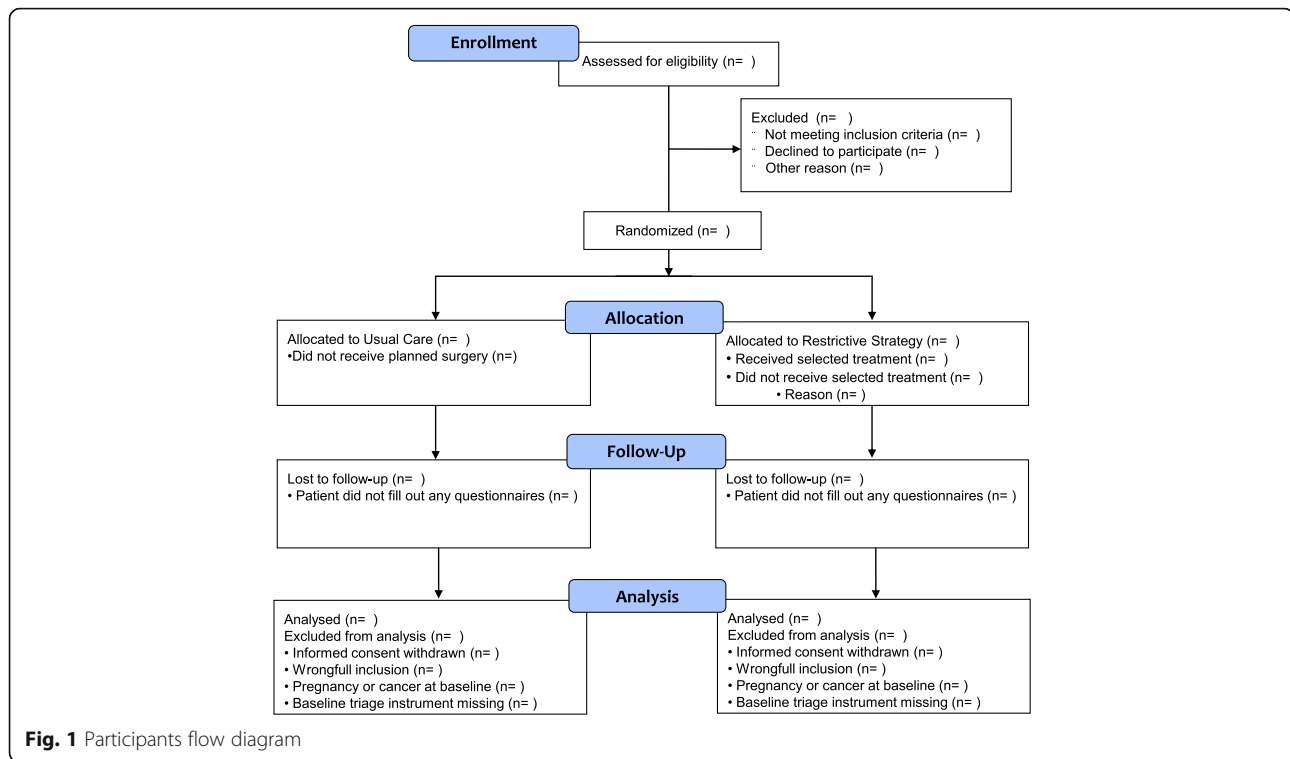 Enrollment
Assessed for eligibility (n=  )
Excluded  (n=   )
¨  Not meeting inclusion criteria (n=  )
¨  Declined to participate (n=  )
¨  Other reason (n=  )
Randomized (n=  )
Allocation
Allocated to Usual Care (n=  )
•Did not receive planned surgery (n=)
Allocated to Restrictive Strategy (n=  )
• Received selected treatment (n=  )
• Did not receive selected treatment (n=  )
• Reason (n= )
Follow-Up
Lost to follow-up (n=  )
• Patient did not fill out any questionnaires (n= )
Lost to follow-up (n=  )
• Patient did not fill out any questionnaires (n= )
Analysis
Analysed (n=  )
Excluded from analysis (n=  )
• Informed consent withdrawn (n= )
• Wrongfull inclusion (n= )
• Pregnancy or cancer at baseline (n= )
• Baseline triage instrument missing (n= )
Analysed (n=  )
Excluded from analysis (n=  )
• Informed consent withdrawn (n= )
• Wrongfull inclusion (n= )
• Pregnancy or cancer at baseline (n= )
• Baseline triage instrument missing (n= )
Fig. 1 Participants flow diagram